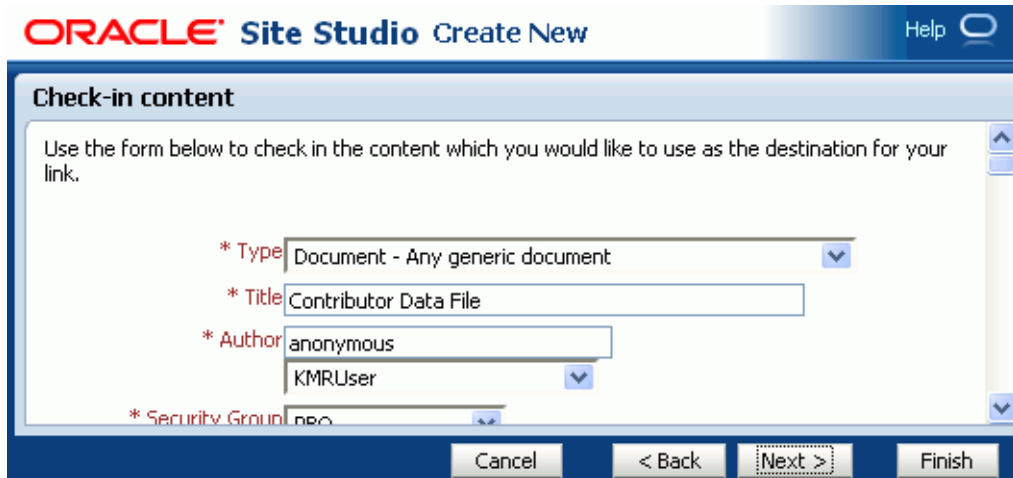 ORACLE Site Studio Create New Help
Check-in content
Use the form below to check in the content which you would like to use as the destination for your
link.
* Type Document - Any generic document
* Title Contributor Data File
* Author anonymous
KMRUser
* Security Group
Cancel < Back Next > Finish